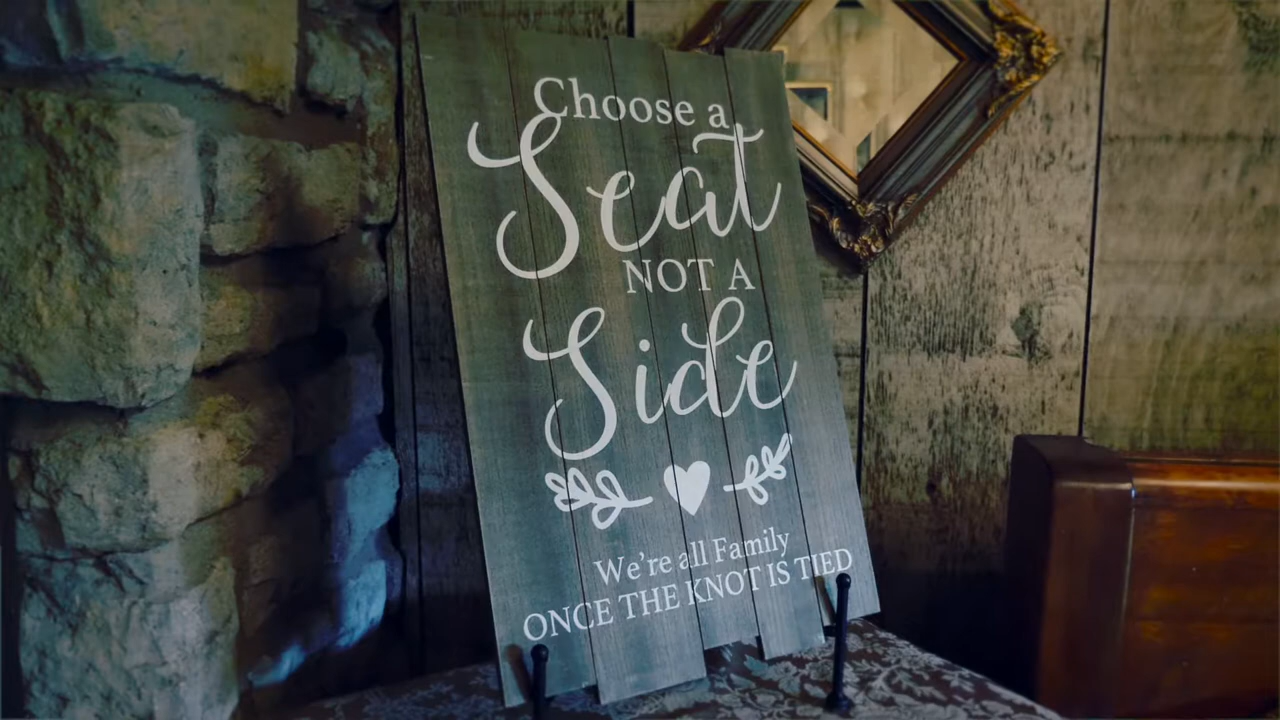 Choose a
Seat
NOT A
Side
We're all Family
ONCE THE KNOT IS TIED